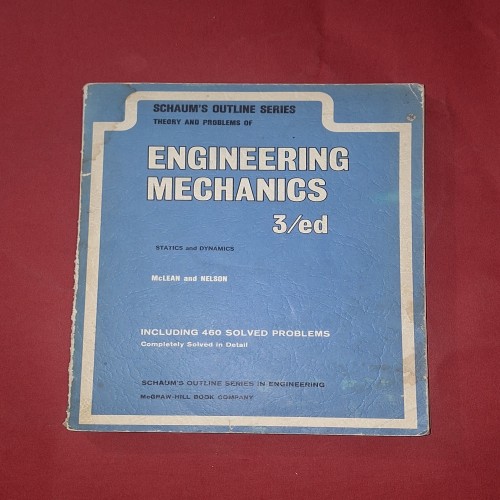 SCHAUM'S OUTLINE SERIES
THEORY AND PROBLEMS OF
ENGINEERING
MECHANICS
3/ed
STATICS and DYNAMICS
McLEAN and NELSON
INCLUDING 460 SOLVED PROBLEMS
Completely Solved in Detail
SCHAUM'S OUTLINE SERIES IN ENGINEERING
McGRAW-HILL BOOK COMPANY